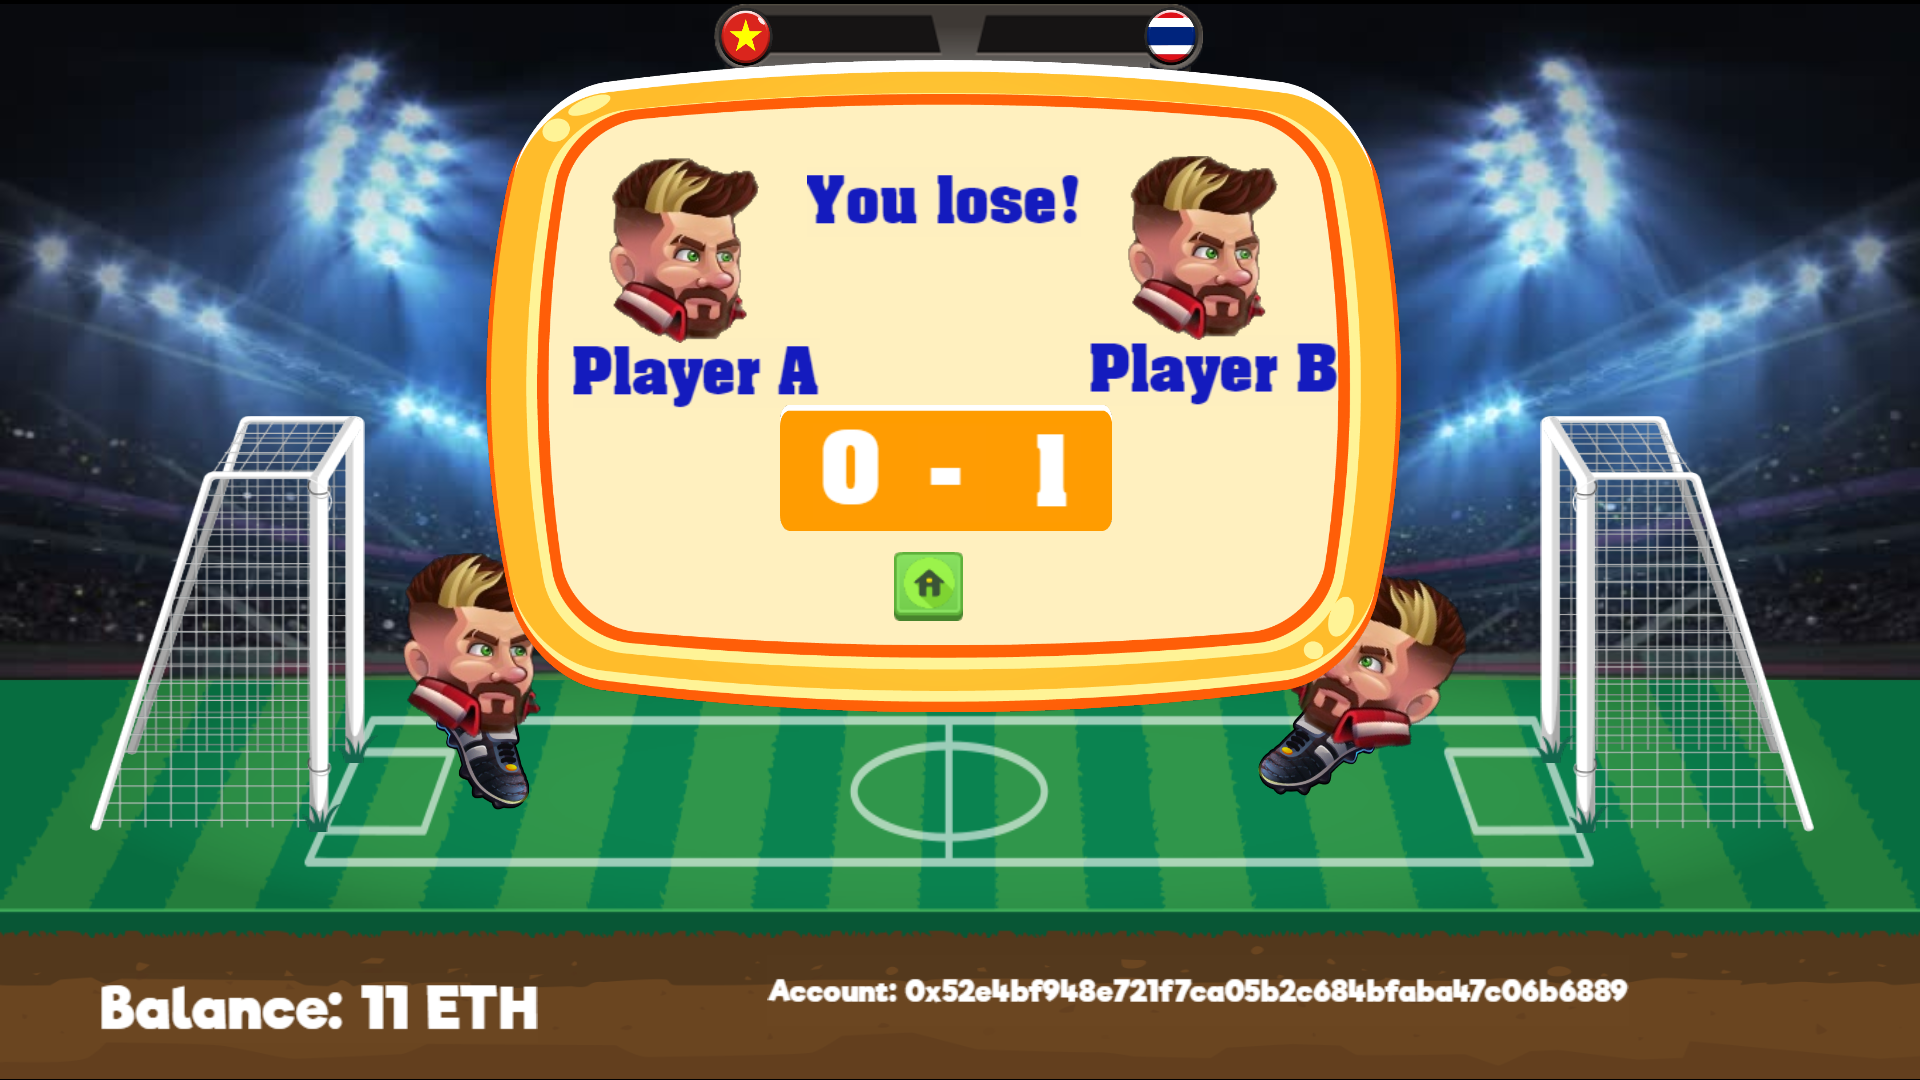 You lose!
Player A
Player B
0 - 1
Balance: 11 ETH
Account: 0x52e4bf948e721f7ca05b2c684bfaba47c06b6889